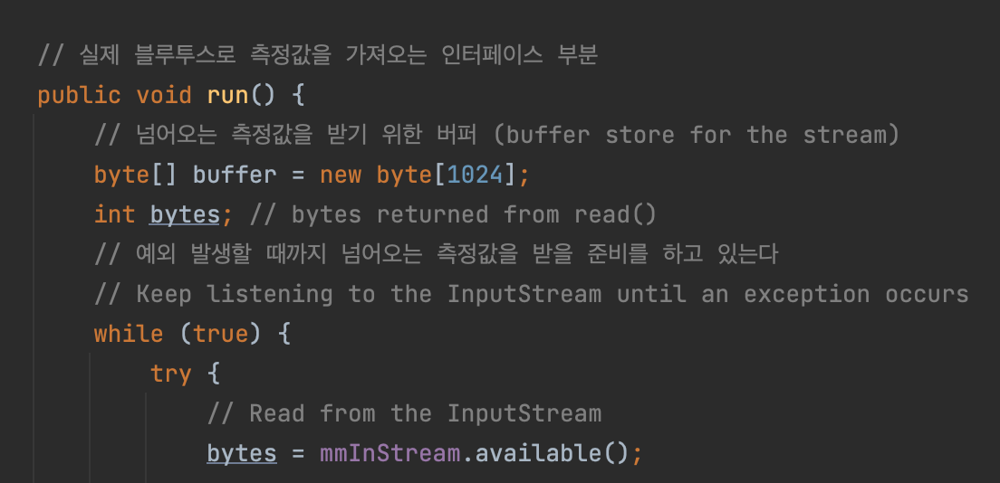 // 실제 블루투스로 측정값을 가져오는 인터페이스 부분
public void run() {
// 넘어오는 측정값을 받기 위한 버퍼 (buffer store for the stream)
byte[] buffer = new byte[1024];
int bytes; // bytes returned from read()
// 예외 발생할 때까지 넘어오는 측정값을 받을 준비를 하고 있는다
// Keep listening to the InputStream until an exception occurs
while (true) {
try {
// Read from the InputStream
bytes = mmInStream.available();